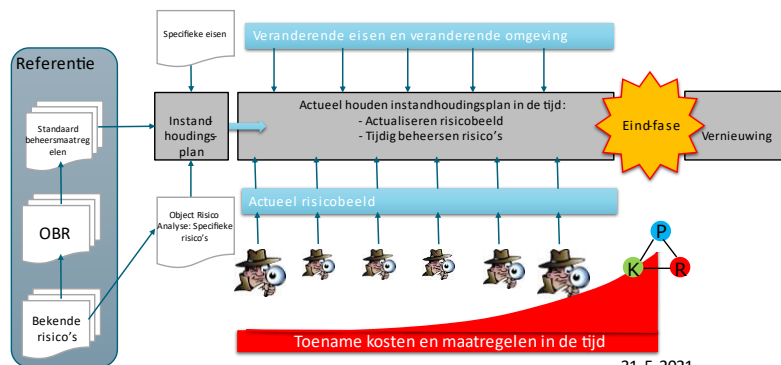 Specifieke eisen
Veranderende eisen en veranderende omgeving
Referentie
Standaard
beheersmaatreg
elen
Instand-
houdings-
plan
Actueel houden instandhoudingsplan in de tijd:
- Actualiseren risicobeeld
- Tijdig beheersen risico's
Eind-fase
Vernieuwing
OBR
Object Risico
Analyse: Specifieke
risico's
Actueel risicobeeld
Bekende
risico's
P
K
R
Toename kosten en maatregelen in de tijd